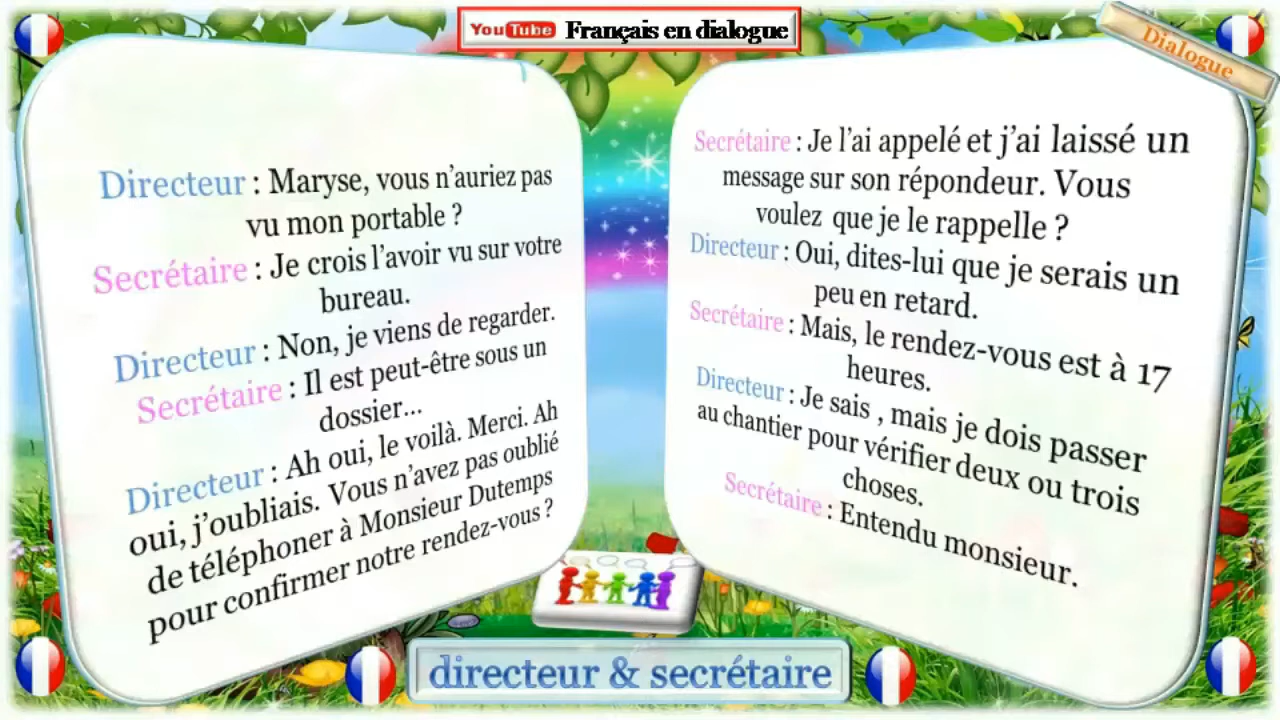 YouTube Français en dialogue
Dialogue
Directeur : Maryse, vous n'auriez pas
vu mon portable ?
Secrétaire : Je crois l'avoir vu sur votre
bureau.
Directeur : Non, je viens de regarder.
Secrétaire : Il est peut-être sous un
dossier...
Directeur : Ah oui, le voilà. Merci. Ah
oui, j'oubliais. Vous n'avez pas oublié
de téléphoner à Monsieur Dutemps
pour confirmer notre rendez-vous ?
Secrétaire : Je l'ai appelé et j'ai laissé un
message sur son répondeur. Vous
voulez que je le rappelle ?
Directeur : Oui, dites-lui que je serais un
peu en retard.
Secrétaire : Mais, le rendez-vous est à 17
heures.
Directeur : Je sais , mais je dois passer
au chantier pour vérifier deux ou trois
choses.
Secrétaire : Entendu monsieur.
directeur & secrétaire